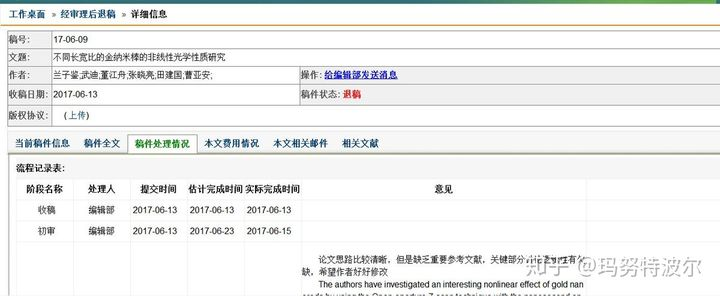 工作桌面 » 经审理后退稿 » 详细信息
稿号: 17-06-09
文题: 不同长宽比的金纳米棒的非线性光学性质研究
作者: 兰子鉴;武迪;董江舟;张晓亮;田建国;曹亚安; 操作: 给编辑部发送消息
收稿日期: 2017-06-13 稿件状态: 退稿
版权协议: (上传)
当前稿件信息 稿件全文 稿件处理情况 本文费用情况 本文相关邮件 相关文献
流程记录表:
阶段名称 处理人 提交时间 估计完成时间 实际完成时间 意见
收稿 编辑部 2017-06-13 2017-06-13 2017-06-13
初审 编辑部 2017-06-13 2017-06-23 2017-06-15
论文思路比较清晰,但是缺乏重要参考文献,关键部分
缺,希望作者好好修改
The authors have investigated an interesting nonlinear effect of gold nan
知乎 @玛努特波尔